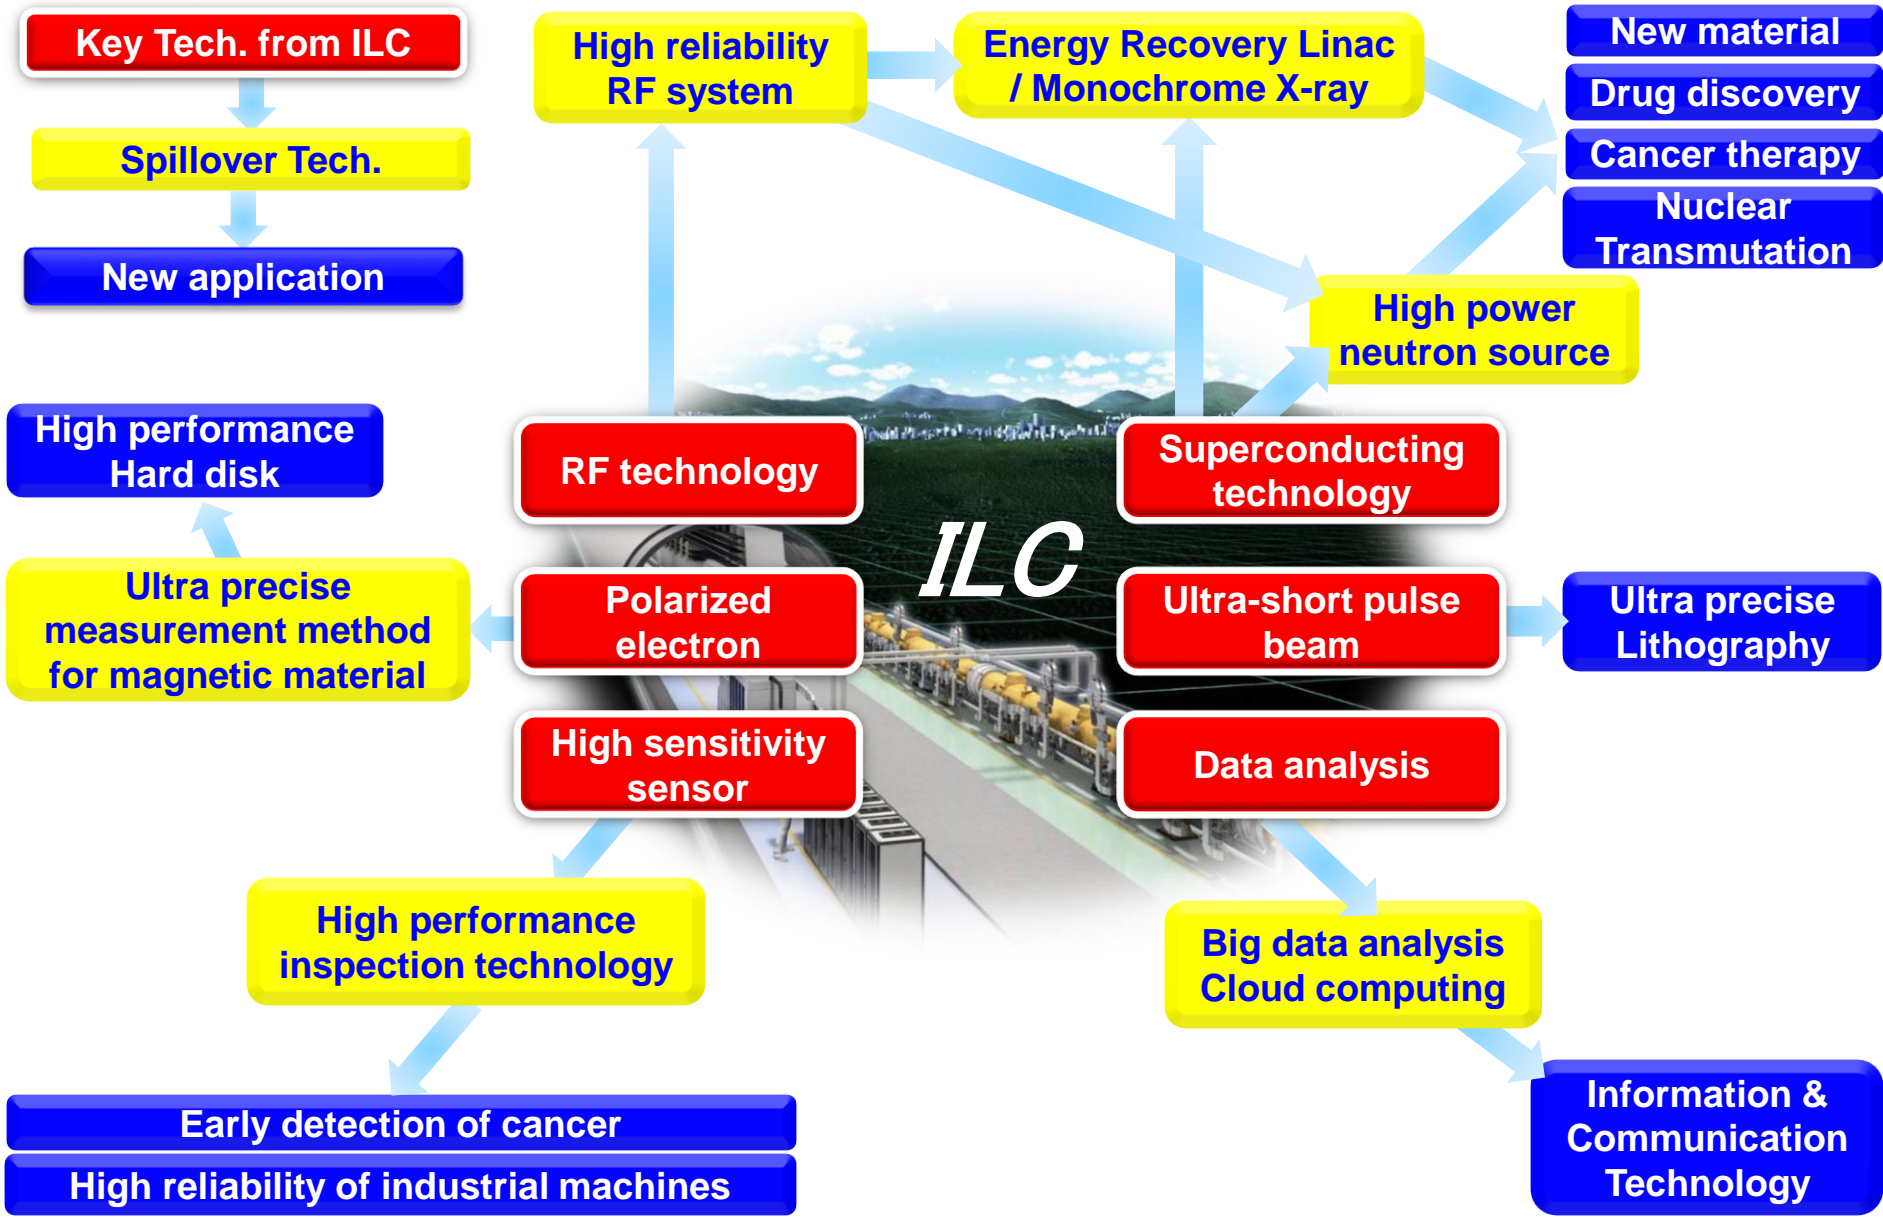 Key Tech. from ILC
Spillover Tech.
New application
High reliability
RF system
Energy Recovery Linac
/ Monochrome X-ray
New material
Drug discovery
Cancer therapy
Nuclear
Transmutation
High power
neutron source
High performance
Hard disk
RF technology
Superconducting
technology
ILC
Ultra precise
measurement method
for magnetic material
Polarized
electron
Ultra-short pulse
beam
Ultra precise
Lithography
High sensitivity
sensor
Data analysis
High performance
inspection technology
Big data analysis
Cloud computing
Early detection of cancer
High reliability of industrial machines
Information &
Communication
Technology